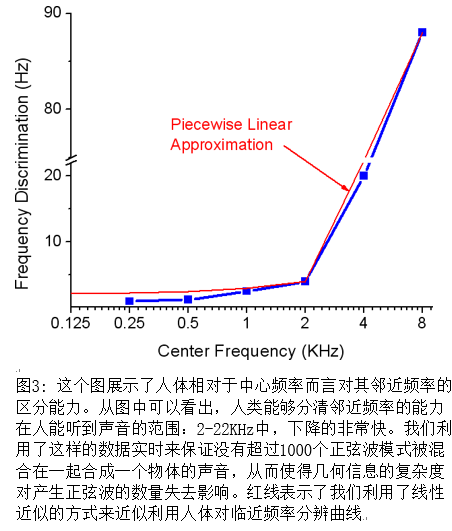 90
80
20
10
Frequency Discrimination (Hz)
Piecewise Linear
Approximation
0.125 0.25 0.5 1 2 4 8
Center Frequency (KHz)
图3: 这个图展示了人体相对于中心频率而言对其邻近频率的
区分能力。从图中可以看出，人类能够分清邻近频率的能力
在人能听到声音的范围：2-22KHz中，下降的非常快。我们利
用了这样的数据实时来保证没有超过1000个正弦波模式被混
合在一起合成一个物体的声音，从而使得几何信息的复杂度
对产生正弦波的数量失去影响。红线表示了我们利用了线性
近似的方式来近似利用人体对临近频率分辨曲线.